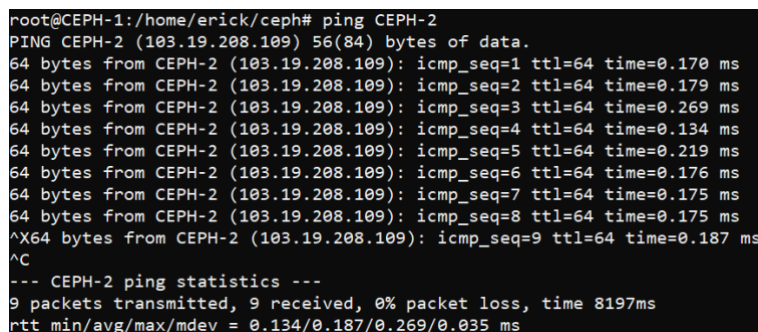 root@CEPH-1:/home/erick/ceph# ping CEPH-2
PING CEPH-2 (103.19.208.109) 56(84) bytes of data.
64 bytes from CEPH-2 (103.19.208.109): icmp_seq=1 ttl=64 time=0.170 ms
64 bytes from CEPH-2 (103.19.208.109): icmp_seq=2 ttl=64 time=0.179 ms
64 bytes from CEPH-2 (103.19.208.109): icmp_seq=3 ttl=64 time=0.269 ms
64 bytes from CEPH-2 (103.19.208.109): icmp_seq=4 ttl=64 time=0.134 ms
64 bytes from CEPH-2 (103.19.208.109): icmp_seq=5 ttl=64 time=0.219 ms
64 bytes from CEPH-2 (103.19.208.109): icmp_seq=6 ttl=64 time=0.176 ms
64 bytes from CEPH-2 (103.19.208.109): icmp_seq=7 ttl=64 time=0.175 ms
64 bytes from CEPH-2 (103.19.208.109): icmp_seq=8 ttl=64 time=0.175 ms
^X64 bytes from CEPH-2 (103.19.208.109): icmp_seq=9 ttl=64 time=0.187 ms
^C
--- CEPH-2 ping statistics ---
9 packets transmitted, 9 received, 0% packet loss, time 8197ms
rtt min/avg/max/mdev = 0.134/0.187/0.269/0.035 ms